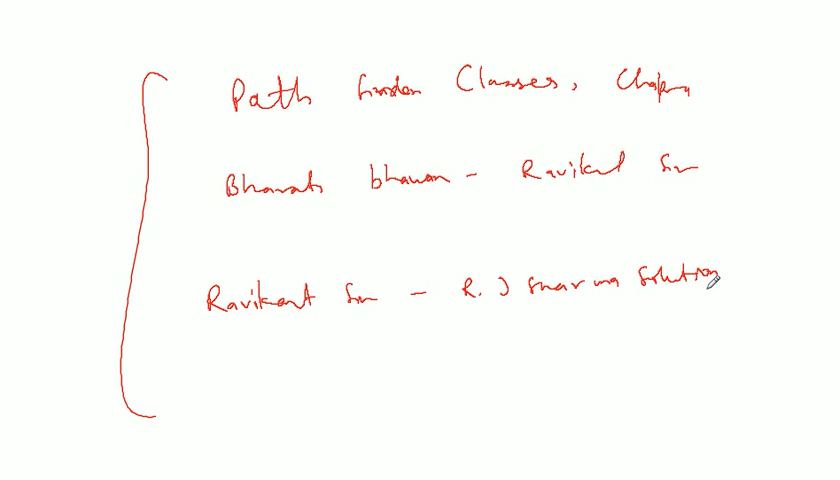 Path finder Classes, Chapra
Bharati bhawan - Ravikant Sir
Ravikant Sir - R. D Sharma Solution